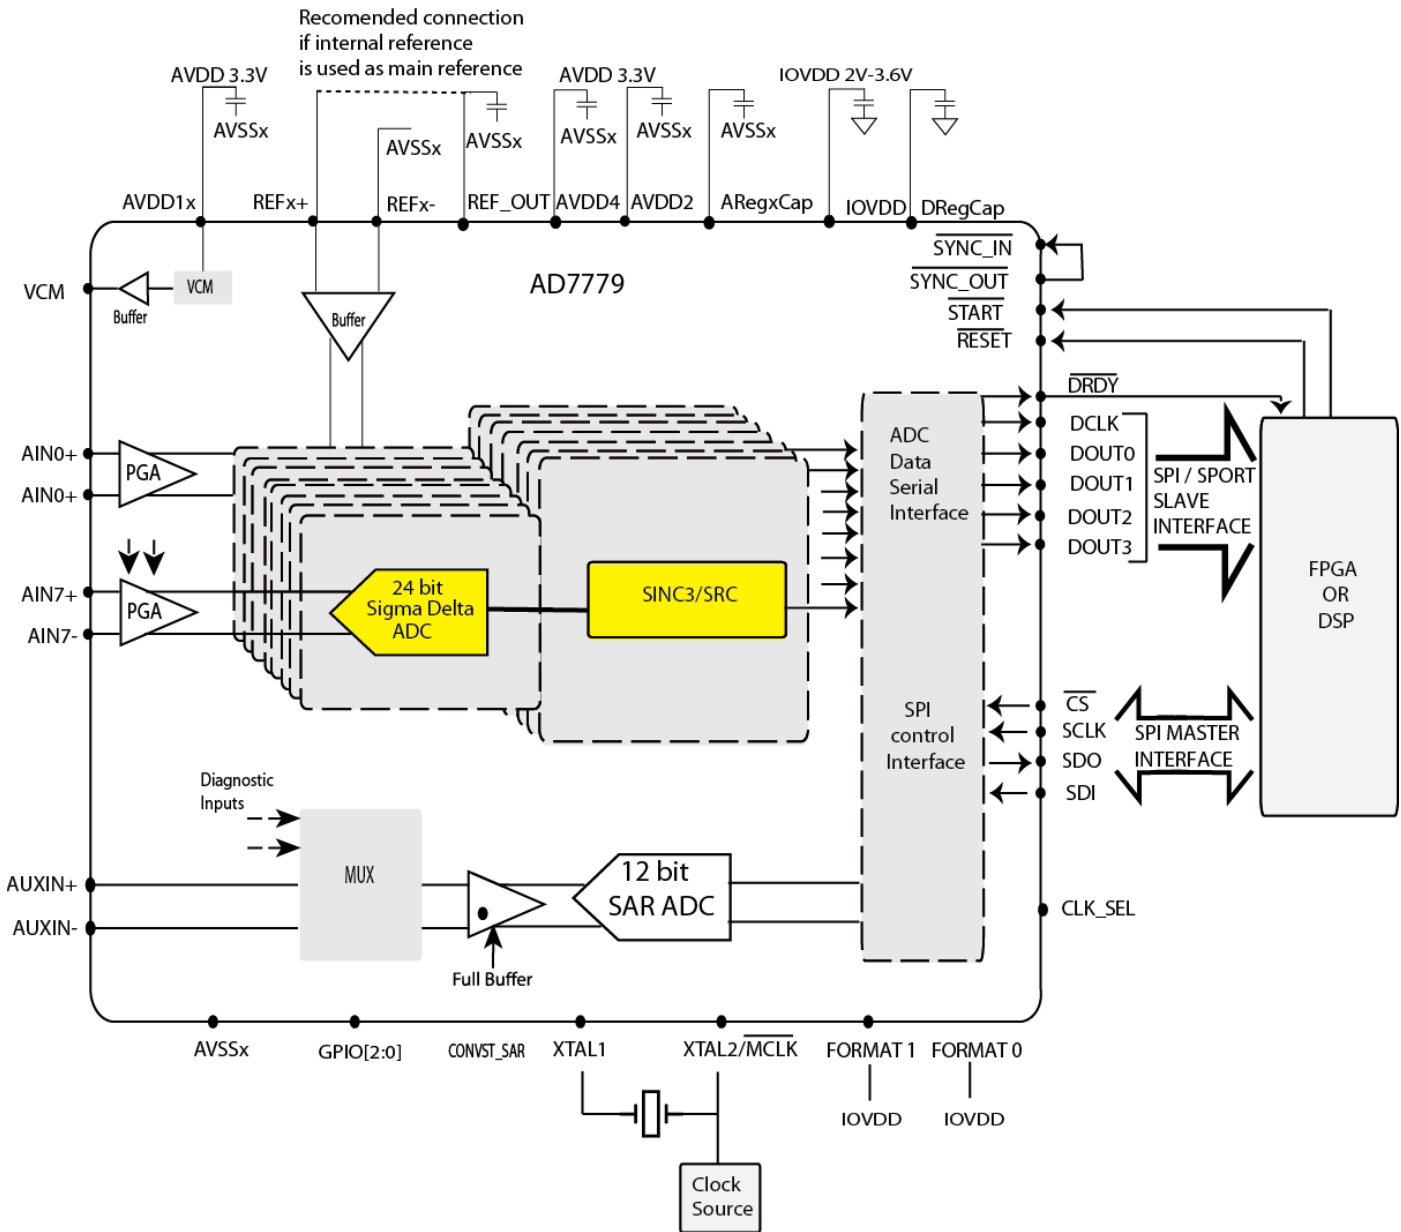 Recomended connection
if internal reference
is used as main reference
AVDD 3.3V
AVDD 3.3V
IOVDD 2V-3.6V
AVSSx
AVSSx
AVSSx
AVSSx
AVSSx
AVSSx
AVDD1x
REFx+
REFx-
REF_OUT
AVDD4
AVDD2
ARegxCap
IOVDD
DRegCap
SYNC_IN
SYNC_OUT
START
RESET
AD7779
VCM
VCM
Buffer
Buffer
DRDY
DCLK
DOUT0
DOUT1
DOUT2
DOUT3
SPI / SPORT
SLAVE
INTERFACE
ADC
Data
Serial
Interface
AIN0+
AIN0+
PGA
AIN7+
AIN7-
PGA
24 bit
Sigma Delta
ADC
SINC3/SRC
FPGA
OR
DSP
SPI
control
Interface
CS
SCLK
SDO
SDI
SPI MASTER
INTERFACE
Diagnostic
Inputs
MUX
AUXIN+
AUXIN-
12 bit
SAR ADC
Full Buffer
CLK_SEL
AVSSx
GPIO[2:0]
CONVST_SAR
XTAL1
XTAL2/MCLK
FORMAT 1
FORMAT 0
IOVDD
IOVDD
Clock
Source